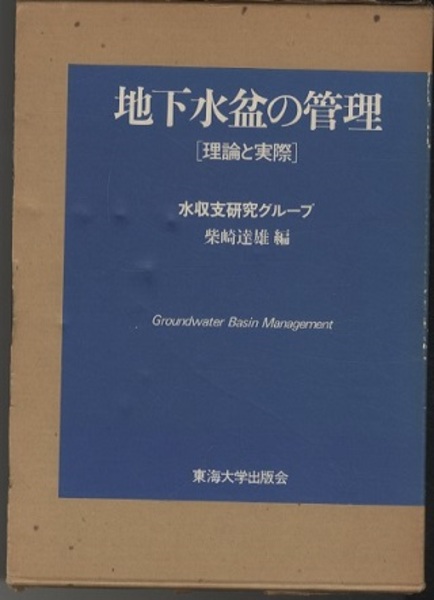 地下水盆の管理
[理論と実際]
水収支研究グループ
柴崎達雄 編
Groundwater Basin Management
東海大学出版会